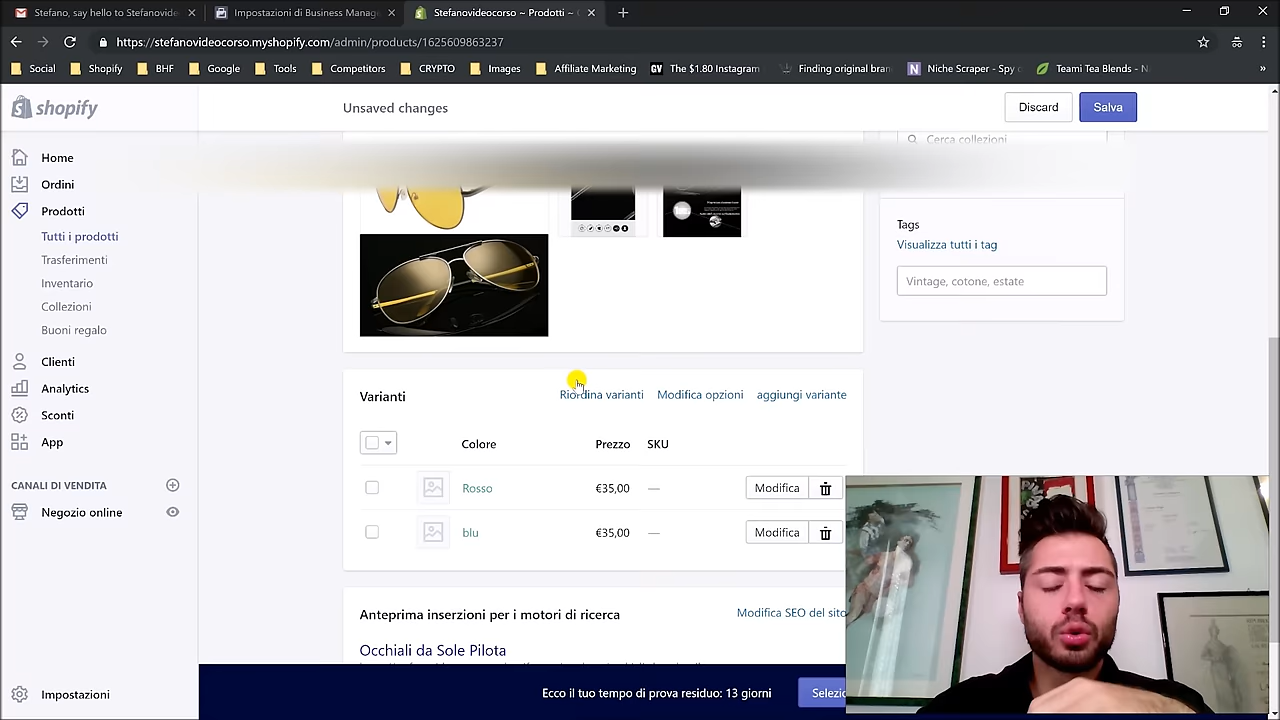 Stefano, say hello to Stefanovide
Impostazioni di Business Manag
Stefanovideocorso ~ Prodotti ~
https://stefanovideocorso.myshopify.com/admin/products/1625609863237
Social
Shopify
BHF
Google
Tools
Competitors
CRYPTO
Images
Affiliate Marketing
GV The $1.80 Instagram
Finding original bran
N Niche Scraper - Spy
Teami Tea Blends - N
»
shopify
Unsaved changes
Discard
Salva
Home
Ordini
Prodotti
Tutti i prodotti
Trasferimenti
Inventario
Collezioni
Buoni regalo
Clienti
Analytics
Sconti
App
CANALI DI VENDITA
Negozio online
Impostazioni
Cerca collezioni
Tags
Visualizza tutti i tag
Vintage, cotone, estate
Varianti
Riordina varianti
Modifica opzioni
aggiungi variante
Colore
Prezzo
SKU
Rosso
€35,00
—
Modifica
blu
€35,00
—
Modifica
Anteprima inserzioni per i motori di ricerca
Modifica SEO del sito
Occhiali da Sole Pilota
Ecco il tuo tempo di prova residuo: 13 giorni
Selezi